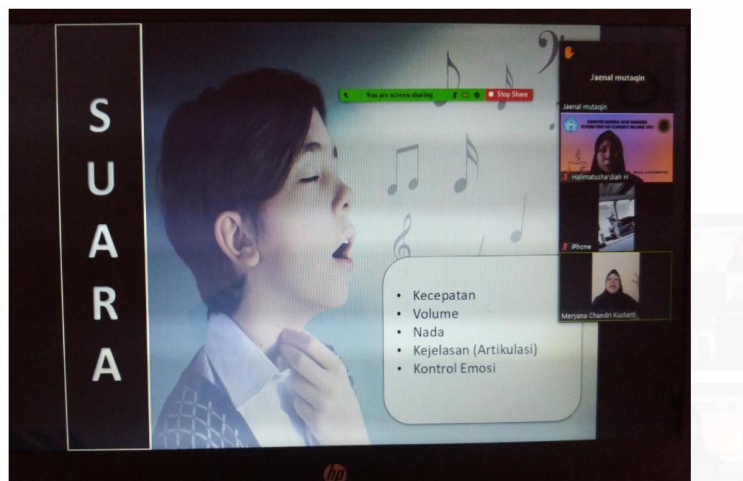 SUARA
You are screen sharing
Stop Share
Jaenal mutaqin
Jaenal mutaqin
Halimatusha'diah H
iPhone
Meryana Chandri Kustanti
• Kecepatan
• Volume
• Nada
• Kejelasan (Artikulasi)
• Kontrol Emosi
hp